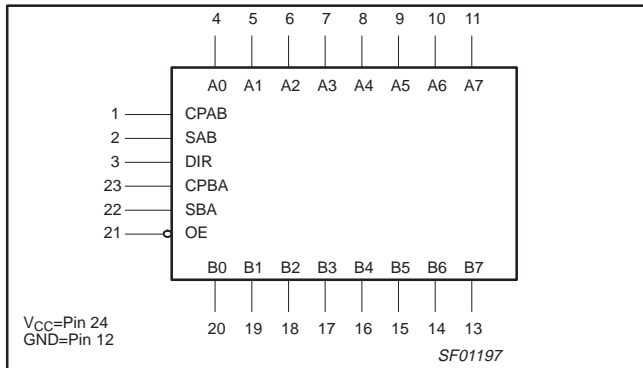 4 5 6 7 8 9 10 11
A0 A1 A2 A3 A4 A5 A6 A7
1 CPAB
2 SAB
3 DIR
23 CPBA
22 SBA
21 OE
B0 B1 B2 B3 B4 B5 B6 B7
20 19 18 17 16 15 14 13
VCC=Pin 24
GND=Pin 12
SF01197